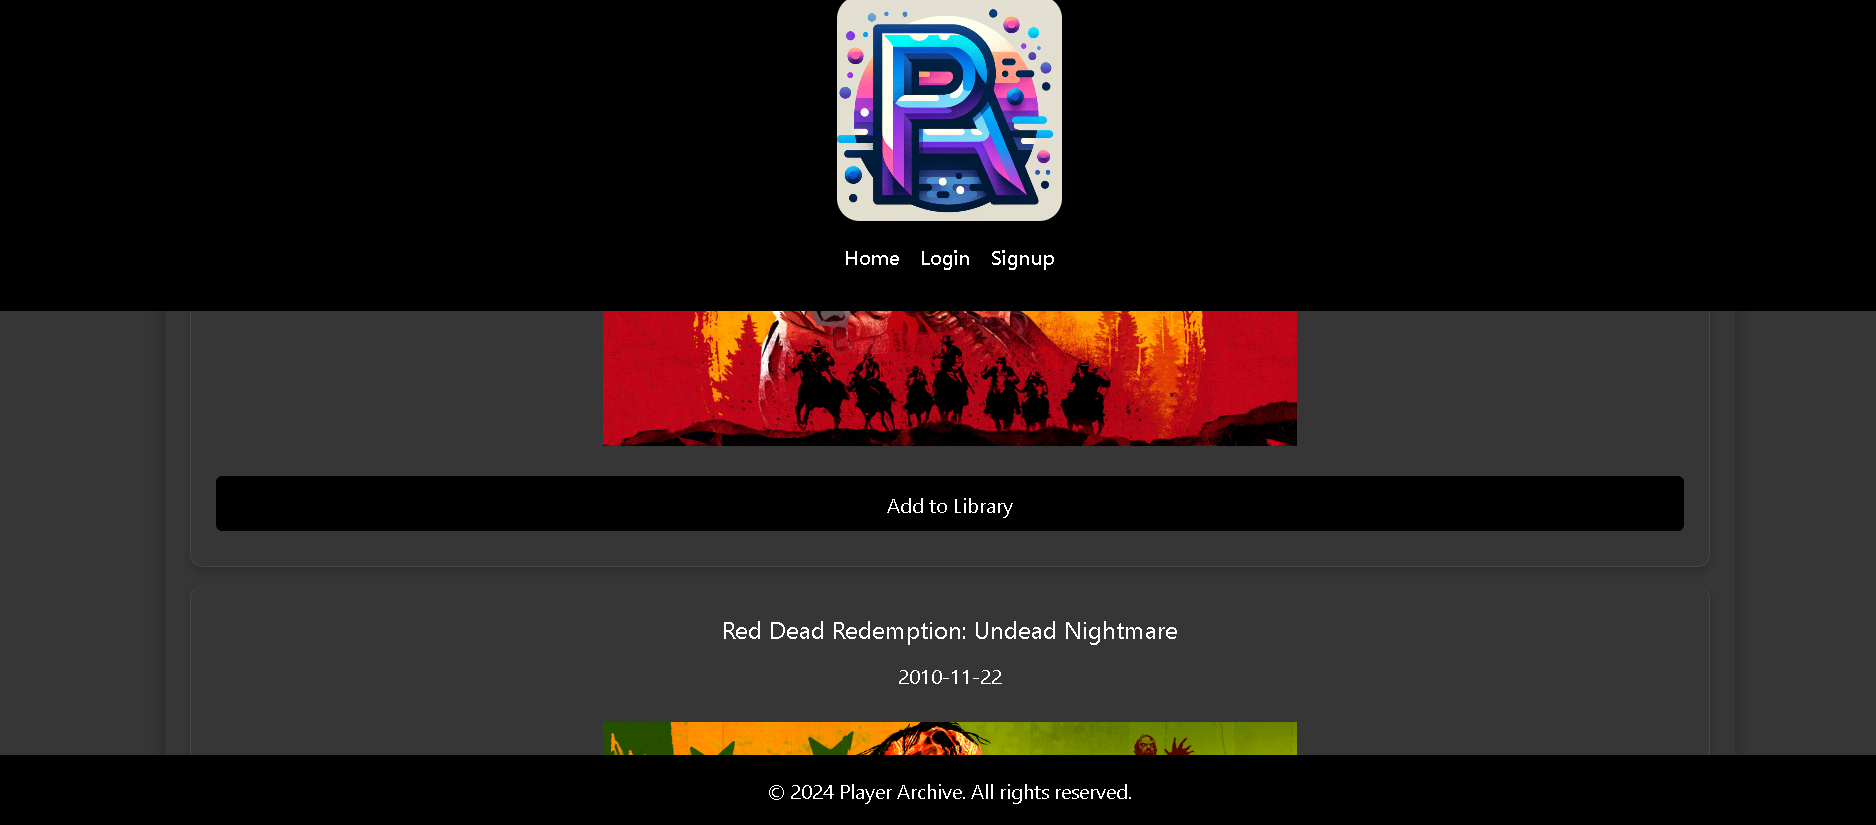 PA
Home Login Signup
Add to Library
Red Dead Redemption: Undead Nightmare
2010-11-22
© 2024 Player Archive. All rights reserved.